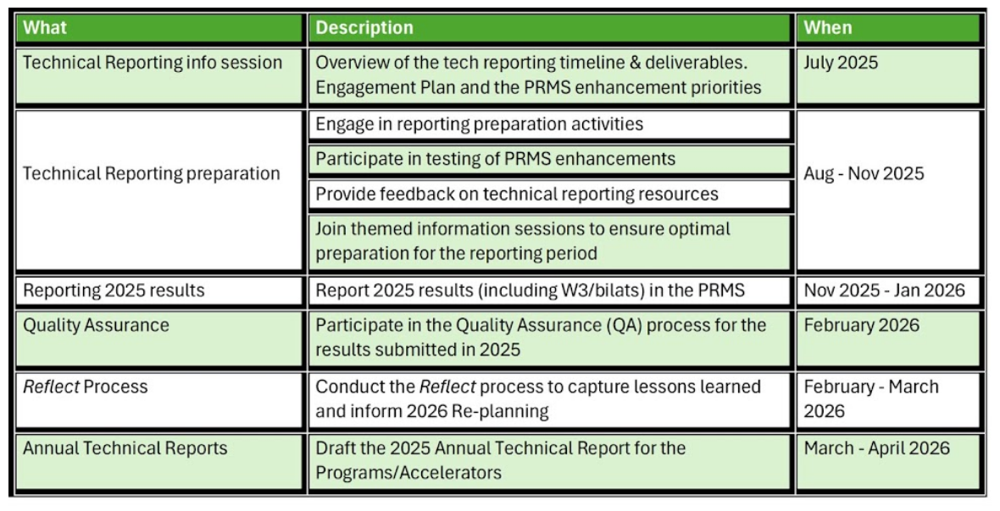 What Description When
Technical Reporting info session
Overview of the tech reporting timeline & deliverables.
Engagement Plan and the PRMS enhancement priorities
July 2025
Technical Reporting preparation
Engage in reporting preparation activities
Participate in testing of PRMS enhancements
Provide feedback on technical reporting resources
Join themed information sessions to ensure optimal
preparation for the reporting period
Aug - Nov 2025
Reporting 2025 results
Report 2025 results (including W3/bilats) in the PRMS
Nov 2025 - Jan 2026
Quality Assurance
Participate in the Quality Assurance (QA) process for the
results submitted in 2025
February 2026
Reflect Process
Conduct the Reflect process to capture lessons learned
and inform 2026 Re-planning
February - March
2026
Annual Technical Reports
Draft the 2025 Annual Technical Report for the
Programs/Accelerators
March - April 2026